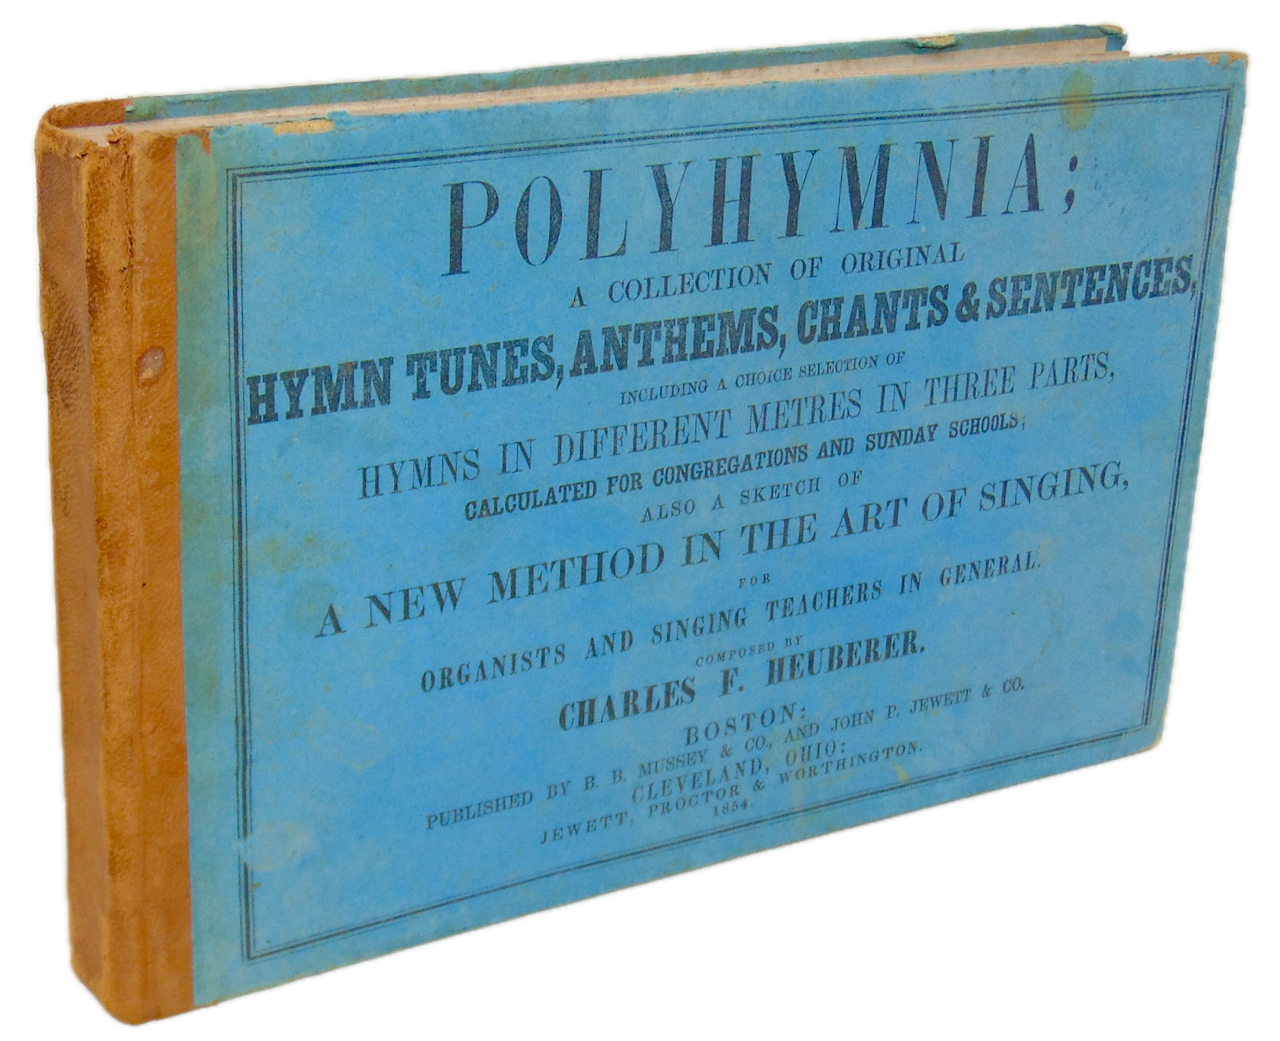 POLYHYMNIA;
A COLLECTION OF ORIGINAL
HYMN TUNES, ANTHEMS, CHANTS & SENTENCES,
INCLUDING A CHOICE SELECTION OF
HYMNS IN DIFFERENT METRES IN THREE PARTS,
CALCULATED FOR CONGREGATIONS AND SUNDAY SCHOOLS;
ALSO A SKETCH OF
A NEW METHOD IN THE ART OF SINGING,
FOR
ORGANISTS AND SINGING TEACHERS IN GENERAL.
COMPOSED BY
CHARLES F. HEUBERER.
BOSTON:
PUBLISHED BY B. B. MUSSEY & CO., AND JOHN P. JEWETT & CO.
CLEVELAND, OHIO:
JEWETT, PROCTOR & WORTHINGTON.
1854.